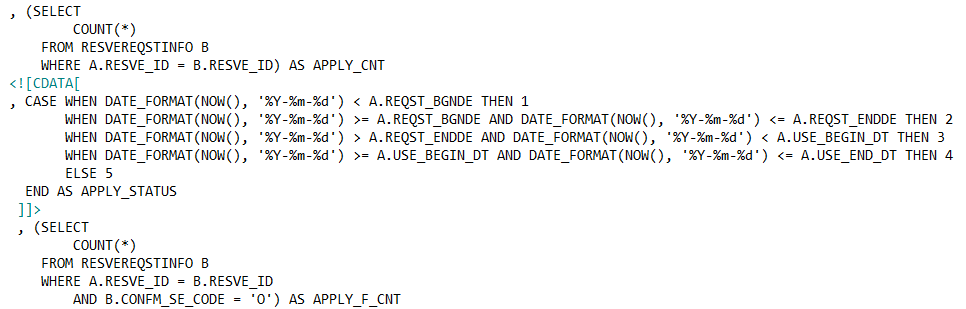 , (SELECT
COUNT(*)
FROM RESVEREQSTINFO B
WHERE A.RESVE_ID = B.RESVE_ID) AS APPLY_CNT
<![CDATA[
, CASE WHEN DATE_FORMAT(NOW(), '%Y-%m-%d') < A.REQST_BGNDE THEN 1
WHEN DATE_FORMAT(NOW(), '%Y-%m-%d') >= A.REQST_BGNDE AND DATE_FORMAT(NOW(), '%Y-%m-%d') <= A.REQST_ENDDE THEN 2
WHEN DATE_FORMAT(NOW(), '%Y-%m-%d') > A.REQST_ENDDE AND DATE_FORMAT(NOW(), '%Y-%m-%d') < A.USE_BEGIN_DT THEN 3
WHEN DATE_FORMAT(NOW(), '%Y-%m-%d') >= A.USE_BEGIN_DT AND DATE_FORMAT(NOW(), '%Y-%m-%d') <= A.USE_END_DT THEN 4
ELSE 5
END AS APPLY_STATUS
]]>
, (SELECT
COUNT(*)
FROM RESVEREQSTINFO B
WHERE A.RESVE_ID = B.RESVE_ID
AND B.CONFM_SE_CODE = 'O') AS APPLY_F_CNT